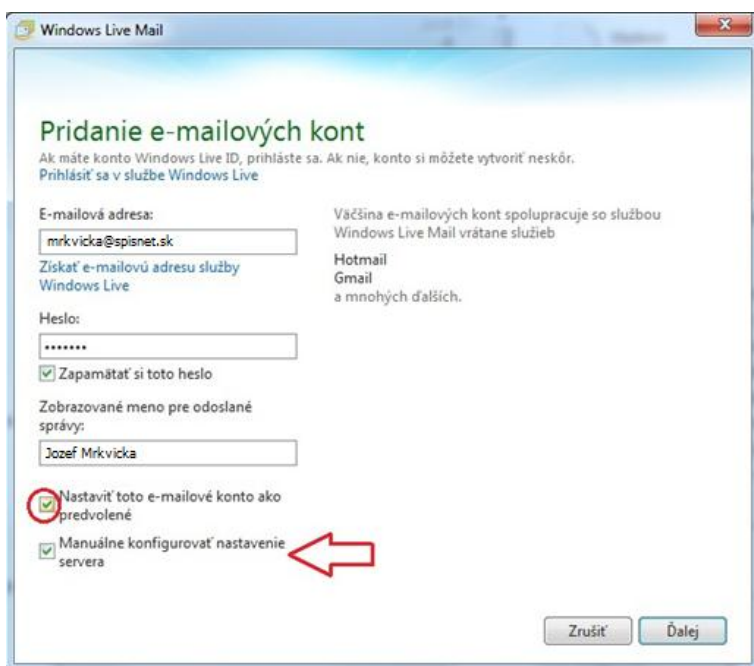 Windows Live Mail
Pridanie e-mailových kont
Ak máte konto Windows Live ID, prihláste sa. Ak nie, konto si môžete vytvoriť neskôr.
Prihlásiť sa v službe Windows Live
E-mailová adresa:
mrkvicka@spisnet.sk
Získať e-mailovú adresu služby
Windows Live
Heslo:
•••••••
Zapamätať si toto heslo
Zobrazované meno pre odoslané
správy:
Jozef Mrkvicka
Nastaviť toto e-mailové konto ako
predvolené
Manuálne konfigurovať nastavenie
servera
Väčšina e-mailových kont spolupracuje so službou
Windows Live Mail vrátane služieb
Hotmail
Gmail
a mnohých ďalších.
Zrušiť
Ďalej